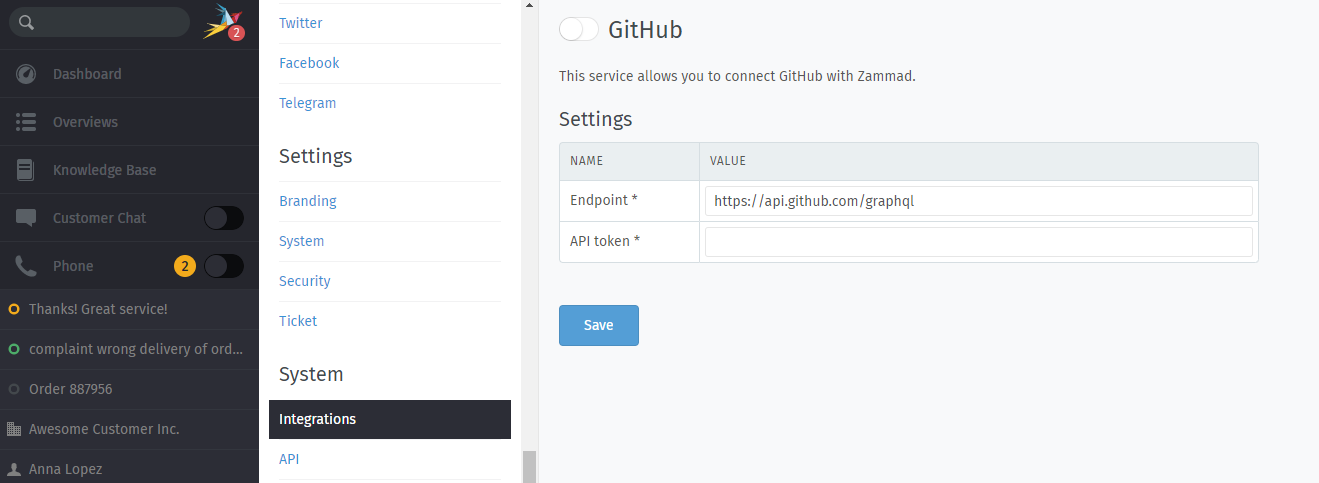 2
Dashboard
Overviews
Knowledge Base
Customer Chat
Phone 2
Thanks! Great service!
complaint wrong delivery of ord...
Order 887956
Awesome Customer Inc.
Anna Lopez
Twitter
Facebook
Telegram
Settings
Branding
System
Security
Ticket
System
Integrations
API
GitHub
This service allows you to connect GitHub with Zammad.
Settings
NAME VALUE
Endpoint * https://api.github.com/graphql
API token *
Save